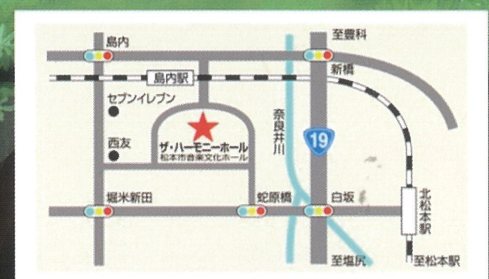 島内
至豊科
島内駅
新橋
セブンイレブン
奈良井川
西友
ザ・ハーモニーホール
松本市音楽文化ホール
19
堀米新田
蛇原橋
白坂
北松本駅
至塩尻
至松本駅